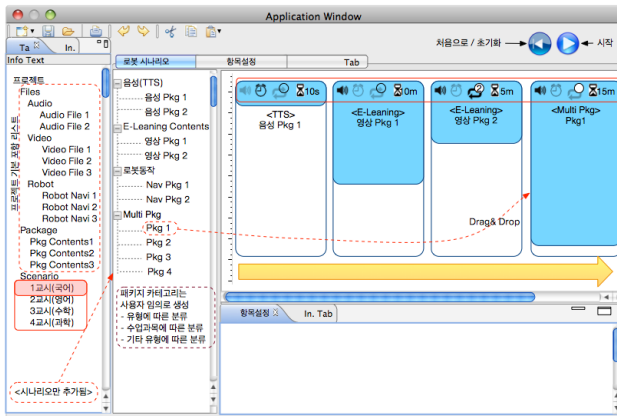 Application Window
Ta
In.
Info Text
프로젝트
프로젝트 기본 포함 리스트
Files
Audio
Audio File 1
Audio File 2
Video
Video File 1
Video File 2
Video File 3
Robot
Robot Navi 1
Robot Navi 2
Robot Navi 3
Package
Pkg Contents1
Pkg Contents2
Pkg Contents3
Scenario
1교시(국어)
2교시(영어)
3교시(수학)
4교시(과학)
<시나리오만 추가됨>
로봇 시나리오
항목설정
Tab
처음으로 / 초기화
시작
음성(TTS)
음성 Pkg 1
음성 Pkg 2
E-Leaning Contents
영상 Pkg 1
영상 Pkg 2
로봇동작
Nav Pkg 1
Nav Pkg 2
Multi Pkg
Pkg 1
Pkg 2
Pkg 3
Pkg 4
패키지 카테고리는
사용자 임의로 생성
- 유형에 따른 분류
- 수업과목에 따른 분류
- 기타 유형에 따른 분류
10s
<TTS>
음성 Pkg 1
30m
<E-Leaning>
영상 Pkg 1
2
5m
<E-Leaning>
영상 Pkg 2
15m
<Multi Pkg>
Pkg1
Drag& Drop
항목설정
In. Tab